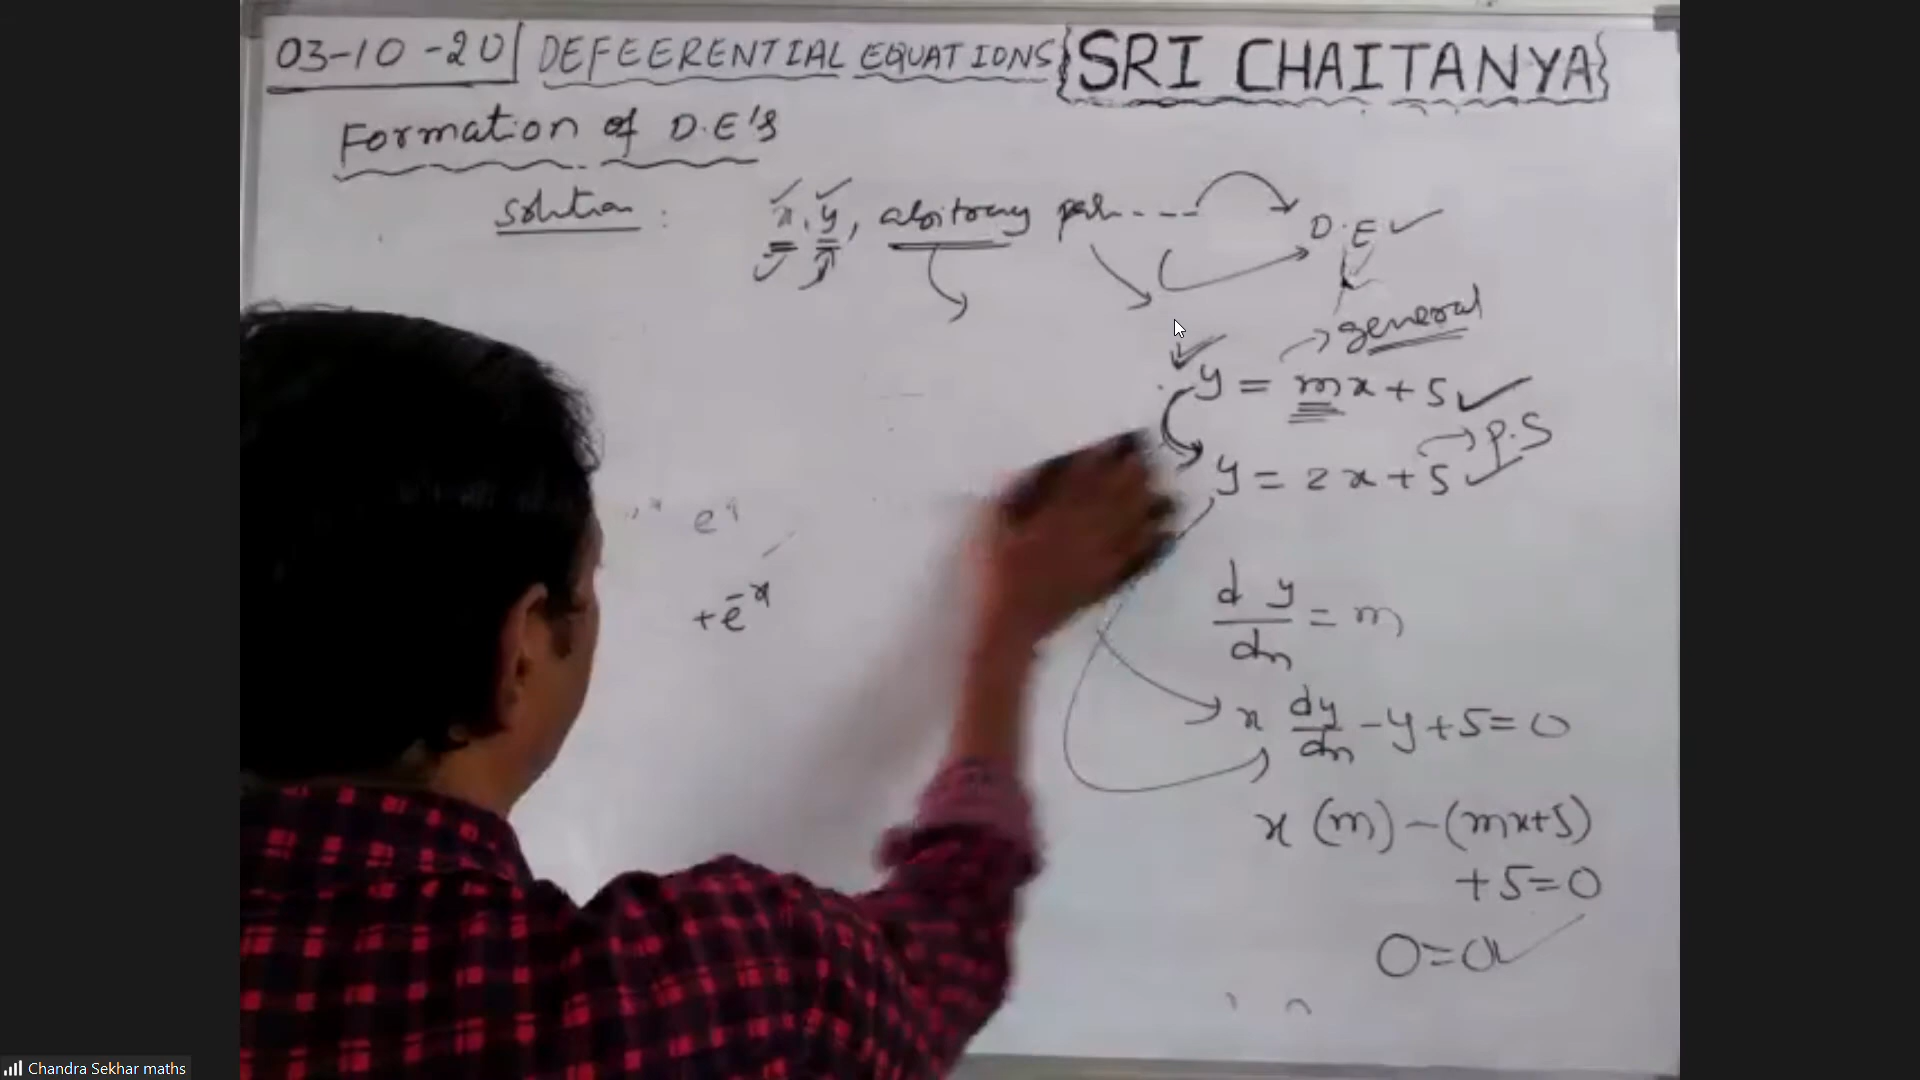 03-10-20 | DEFEERENTIAL EQUATIONS {SRI CHAITANYA}
Formation of D.E's
solution : x, y, arbitrary ---- D.E ✓
general
y = mx + 5 ✓
P.S
y = 2x + 5
dy/dx = m
+ e^-x
x dy/dx - y + 5 = 0
x (m) - (mx+5)
+ 5 = 0
0 = 0
Chandra Sekhar maths